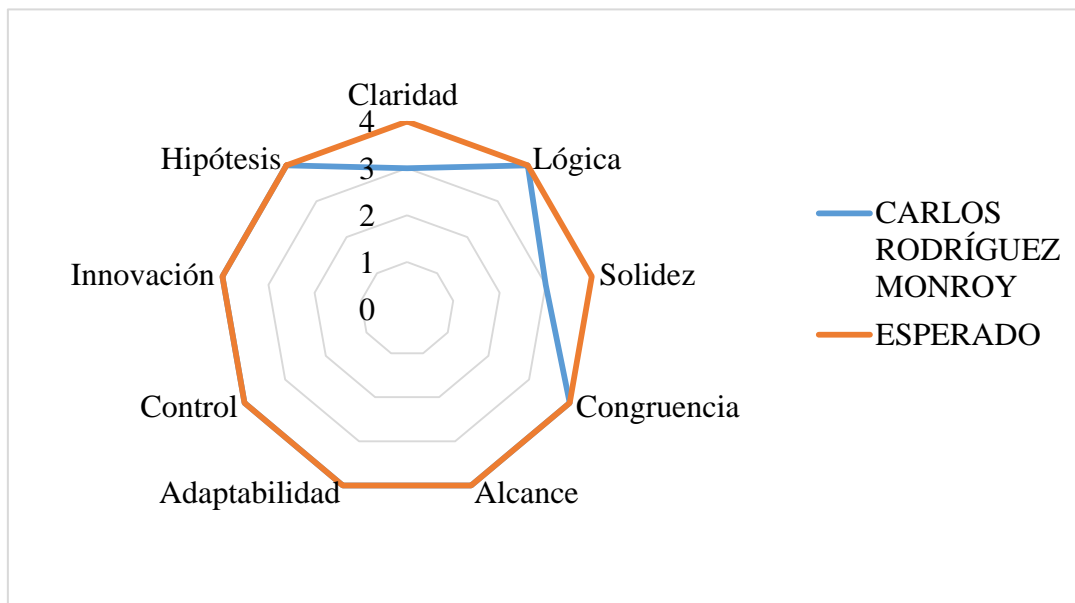 Claridad
4
Hipótesis
3
Lógica
2
CARLOS
RODRÍGUEZ
MONROY
Innovación
1
Solidez
0
ESPERADO
Control
Congruencia
Adaptabilidad
Alcance